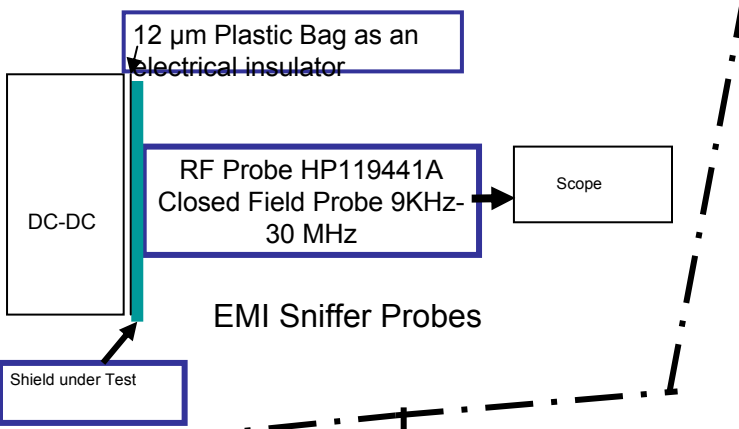 12 µm Plastic Bag as an
electrical insulator
RF Probe HP119441A
Closed Field Probe 9KHz-
30 MHz
Scope
DC-DC
EMI Sniffer Probes
Shield under Test